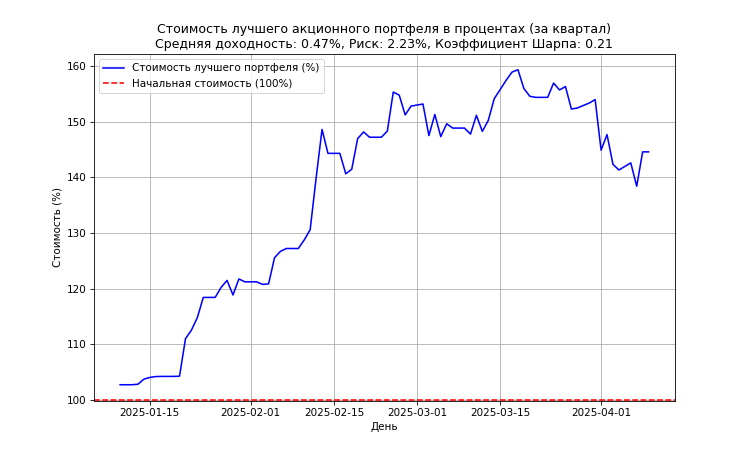 Стоимость лучшего акционного портфеля в процентах (за квартал)
Средняя доходность: 0.47%, Риск: 2.23%, Коэффициент Шарпа: 0.21
Стоимость лучшего портфеля (%)
Начальная стоимость (100%)
Стоимость (%)
160
150
140
130
120
110
100
2025-01-15 2025-02-01 2025-02-15 2025-03-01 2025-03-15 2025-04-01
День